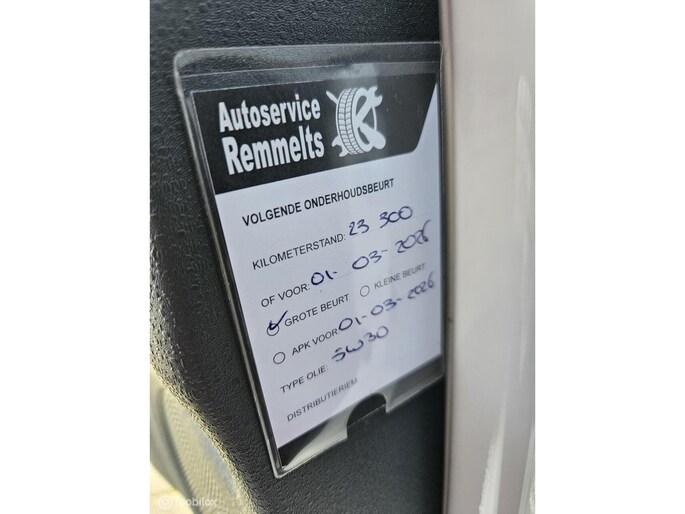 Autoservice
Remmelts
VOLGENDE ONDERHOUDSBEURT
KILOMETERSTAND: 23 300
OF VOOR: 01-03-2026
GROTE BEURT KLEINE BEURT
APK VOOR 01-03-2026
TYPE OLIE: 5W30
DISTRIBUTIERIEM